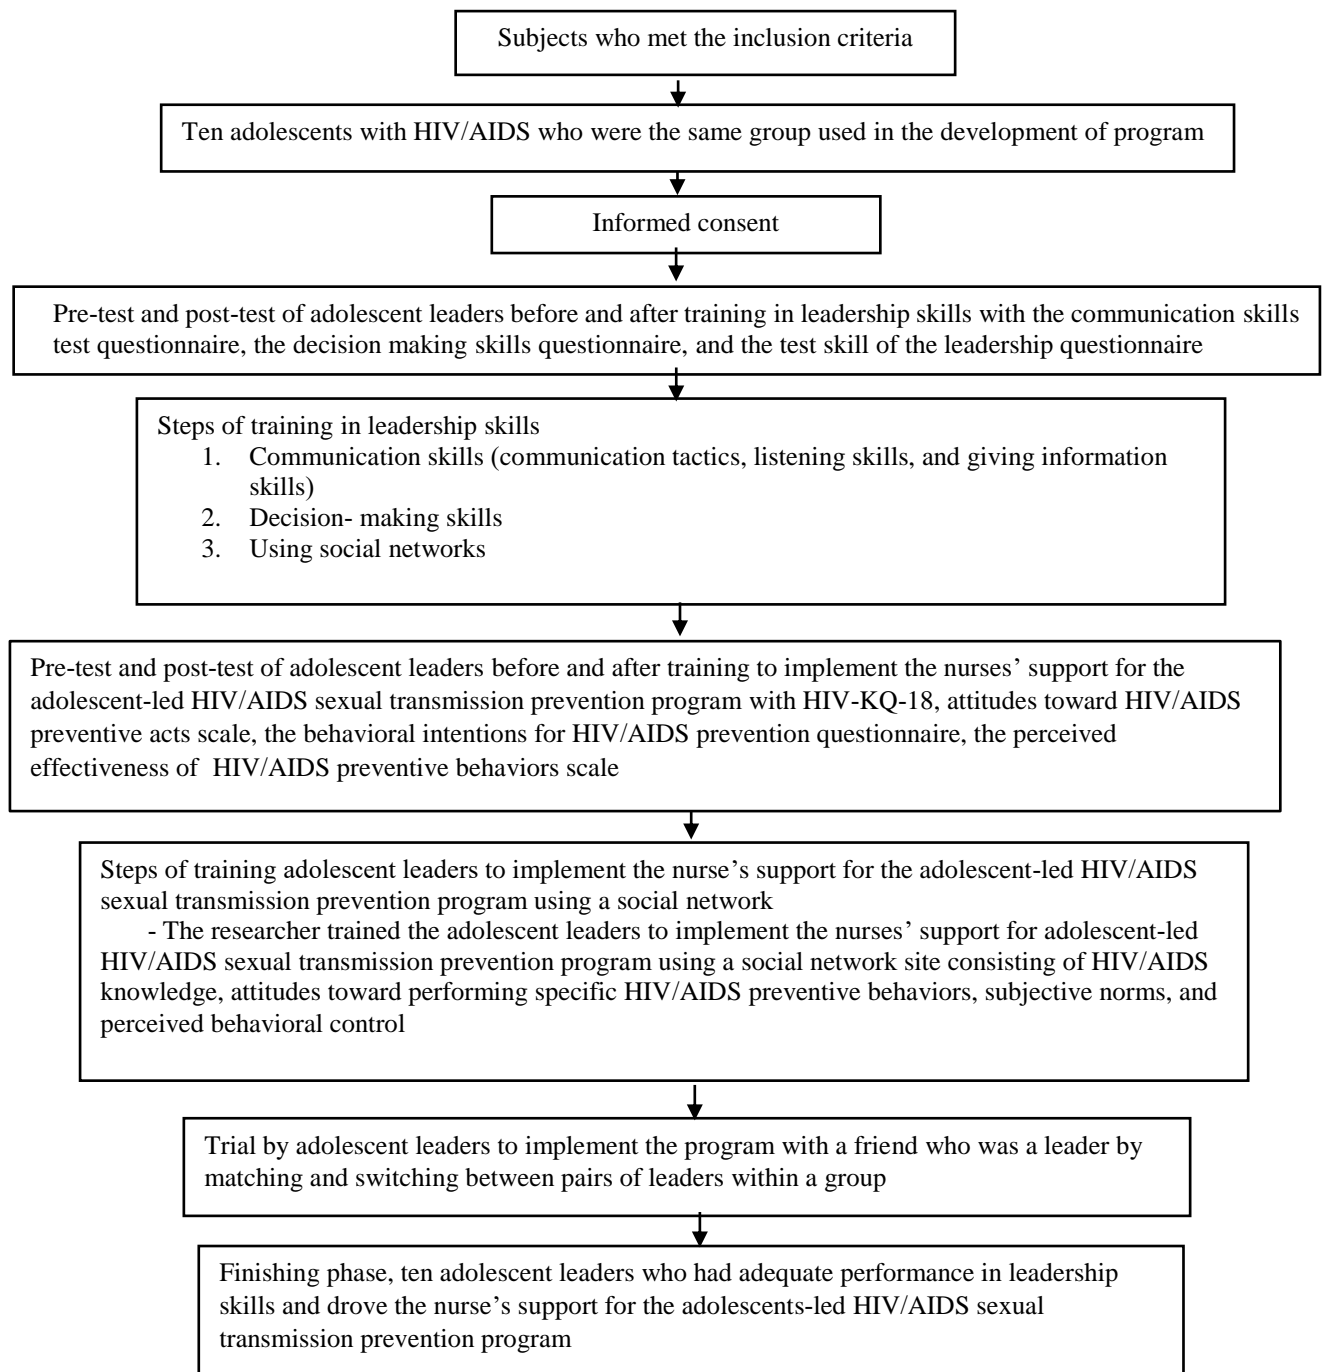 Subjects who met the inclusion criteria
Ten adolescents with HIV/AIDS who were the same group used in the development of program
Informed consent
Pre-test and post-test of adolescent leaders before and after training in leadership skills with the communication skills
test questionnaire, the decision making skills questionnaire, and the test skill of the leadership questionnaire
Steps of training in leadership skills
1. Communication skills (communication tactics, listening skills, and giving information
skills)
2. Decision- making skills
3. Using social networks
Pre-test and post-test of adolescent leaders before and after training to implement the nurses’ support for the
adolescent-led HIV/AIDS sexual transmission prevention program with HIV-KQ-18, attitudes toward HIV/AIDS
preventive acts scale, the behavioral intentions for HIV/AIDS prevention questionnaire, the perceived
effectiveness of HIV/AIDS preventive behaviors scale
Steps of training adolescent leaders to implement the nurse’s support for the adolescent-led HIV/AIDS
sexual transmission prevention program using a social network
- The researcher trained the adolescent leaders to implement the nurses’ support for adolescent-led
HIV/AIDS sexual transmission prevention program using a social network site consisting of HIV/AIDS
knowledge, attitudes toward performing specific HIV/AIDS preventive behaviors, subjective norms, and
perceived behavioral control
Trial by adolescent leaders to implement the program with a friend who was a leader by
matching and switching between pairs of leaders within a group
Finishing phase, ten adolescent leaders who had adequate performance in leadership
skills and drove the nurse’s support for the adolescents-led HIV/AIDS sexual
transmission prevention program